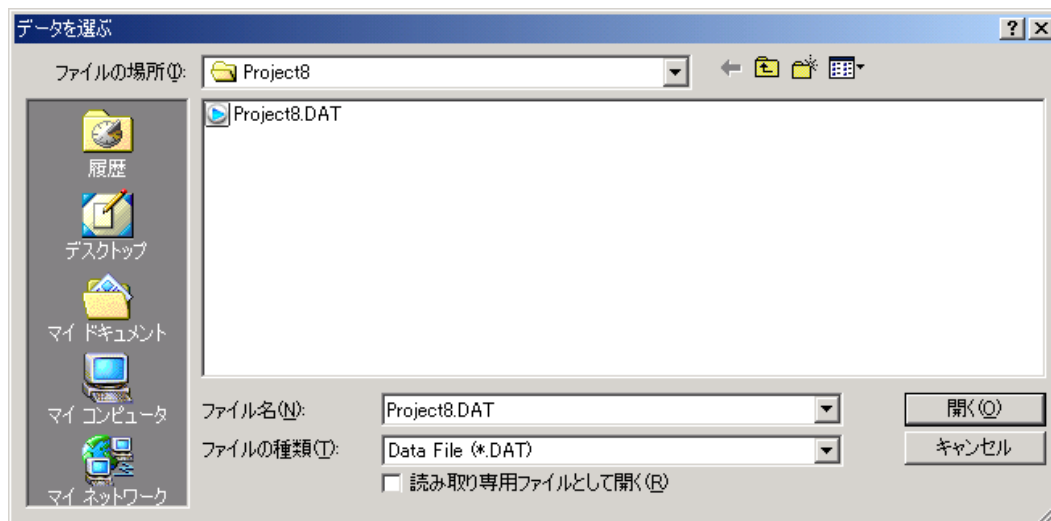 データを選ぶ
ファイルの場所(I):
Project8
Project8.DAT
履歴
デスクトップ
マイ ドキュメント
マイ コンピュータ
マイ ネットワーク
ファイル名(N):
Project8.DAT
開く(O)
ファイルの種類(T):
Data File (*.DAT)
キャンセル
読み取り専用ファイルとして開く(R)